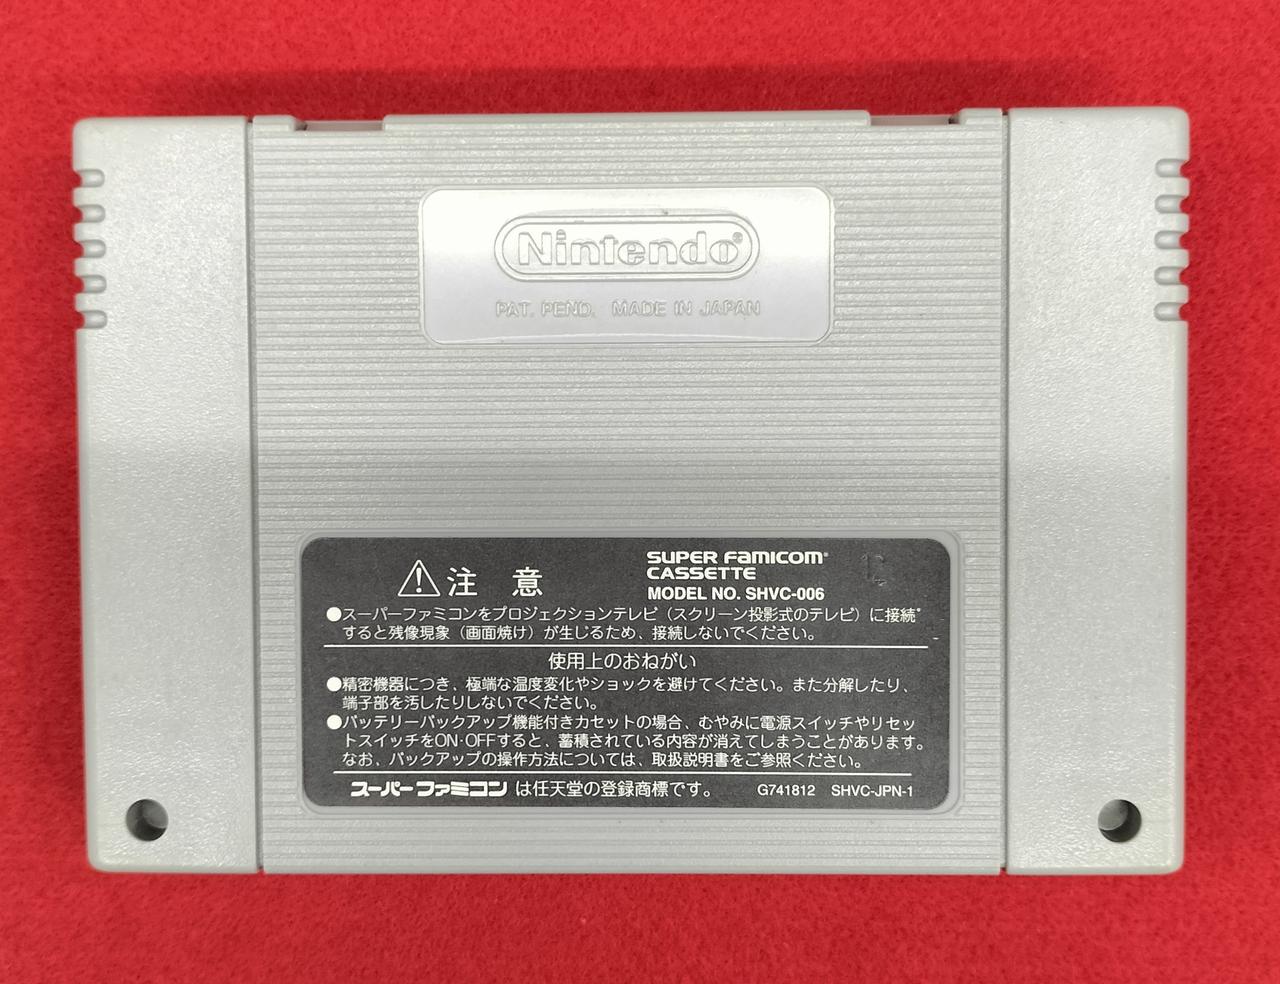 Nintendo®
PAT. PEND. MADE IN JAPAN
注 意
SUPER FAMICOM®
CASSETTE
MODEL NO. SHVC-006
●スーパーファミコンをプロジェクションテレビ（スクリーン投影式のテレビ）に接続
すると残像現象（画面焼け）が生じるため、接続しないでください。
使用上のおねがい
●精密機器につき、極端な温度変化やショックを避けてください。また分解したり、
端子部を汚したりしないでください。
●バッテリーバックアップ機能付きカセットの場合、むやみに電源スイッチやリセッ
トスイッチをON・OFFすると、蓄積されている内容が消えてしまうことがあります。
なお、バックアップの操作方法については、取扱説明書をご参照ください。
スーパーファミコン は任天堂の登録商標です。 G741812 SHVC-JPN-1